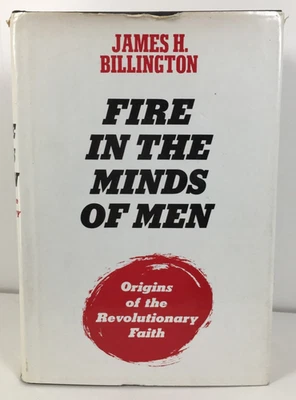 JAMES H.
BILLINGTON
FIRE
IN THE
MINDS
OF MEN
Origins
of the
Revolutionary
Faith